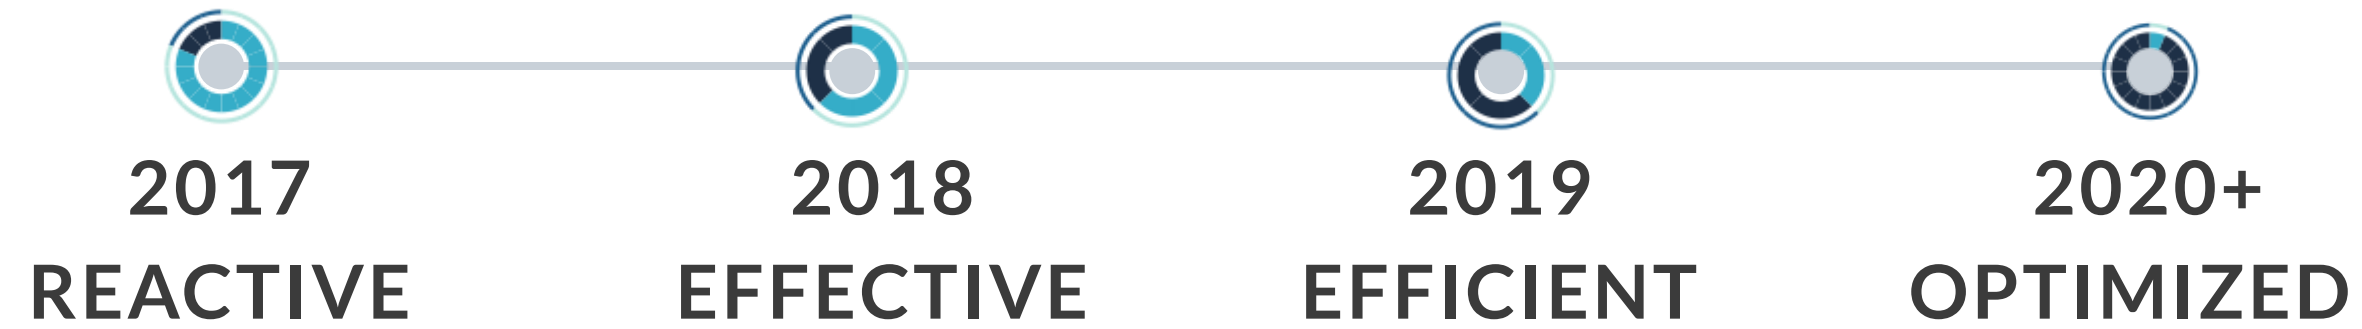 2017 2018 2019 2020+
REACTIVE EFFECTIVE EFFICIENT OPTIMIZED